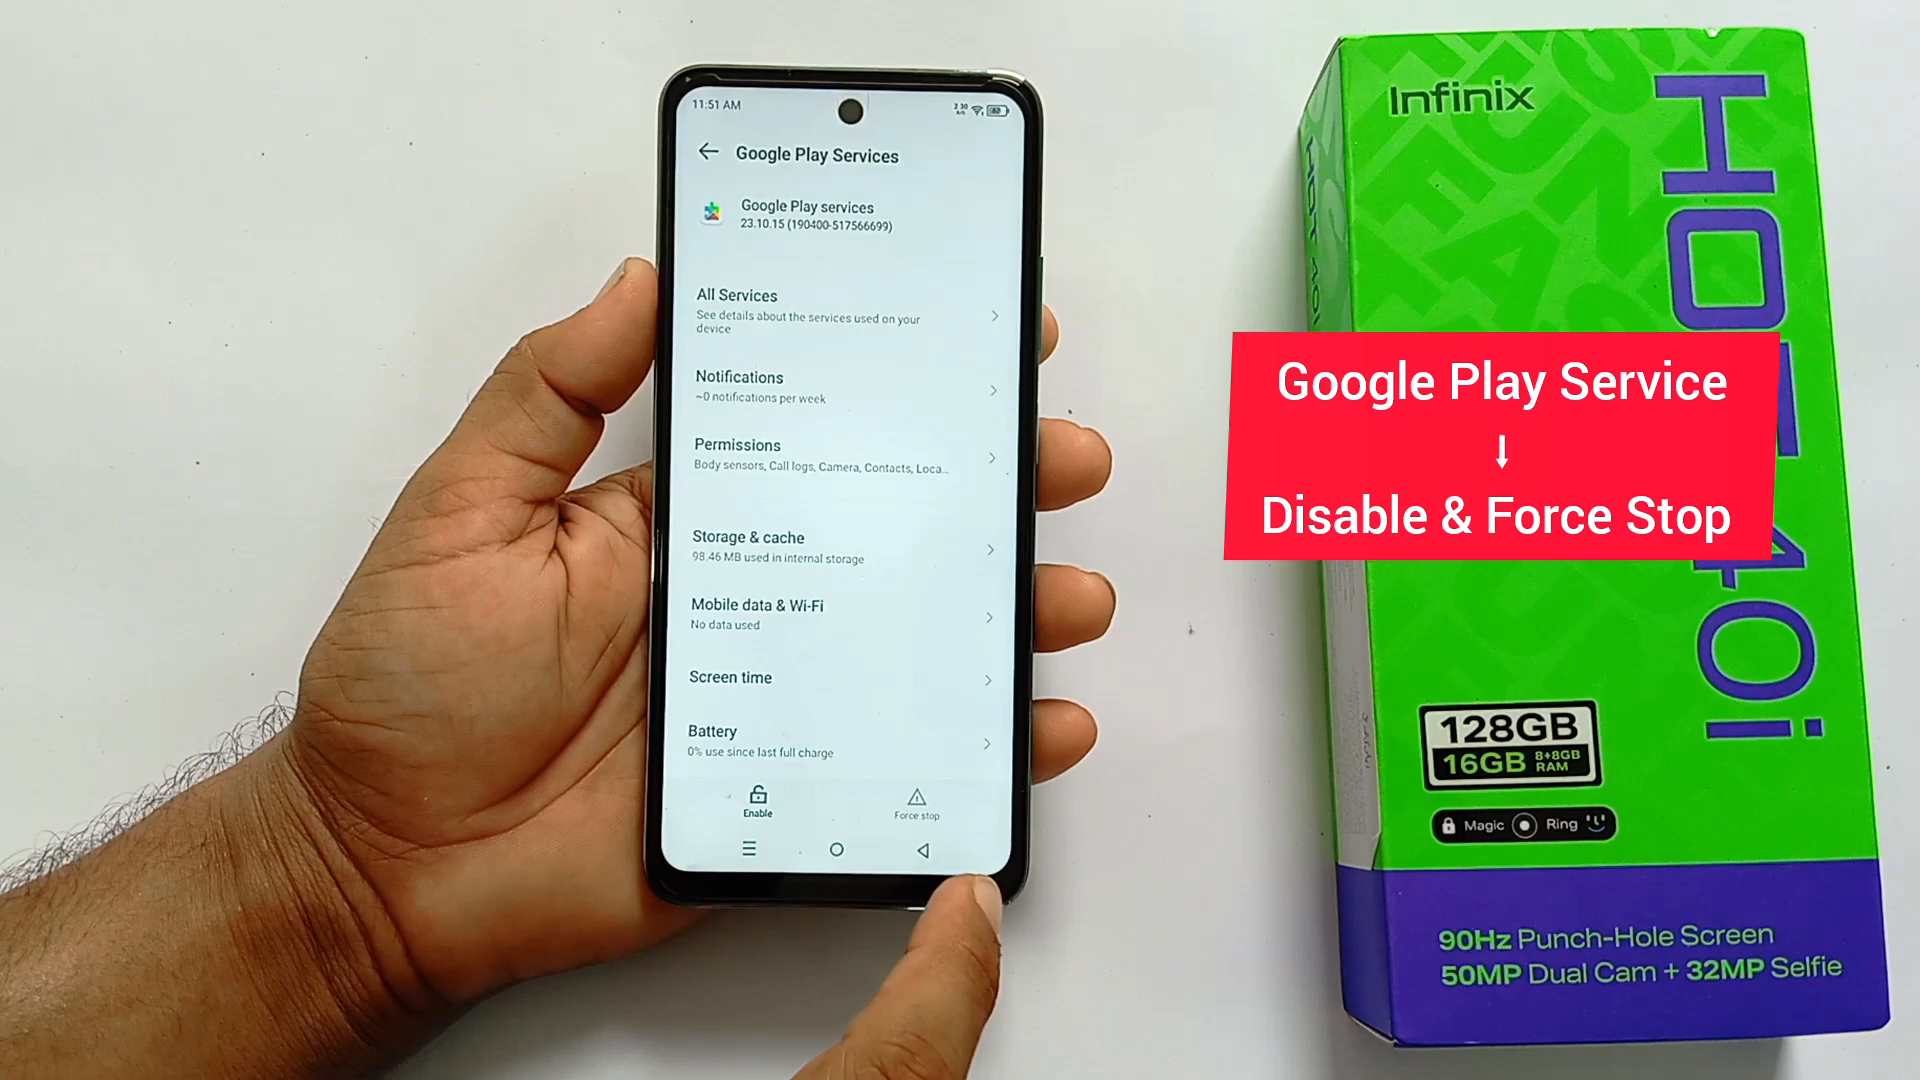 11:51 AM
2.30
Google Play Services
Google Play services
23.10.15 (190400-517566699)
All Services
See details about the services used on your
device
Notifications
~0 notifications per week
Permissions
Body sensors, Call logs, Camera, Contacts, Loca...
Storage & cache
98.46 MB used in internal storage
Mobile data & Wi-Fi
No data used
Screen time
Battery
0% use since last full charge
Enable
Force stop
Infinix
HOT 40i
HOT 40i
Google Play Service
↓
Disable & Force Stop
128GB
16GB 8+8GB
RAM
Magic Ring
90Hz Punch-Hole Screen
50MP Dual Cam + 32MP Selfie